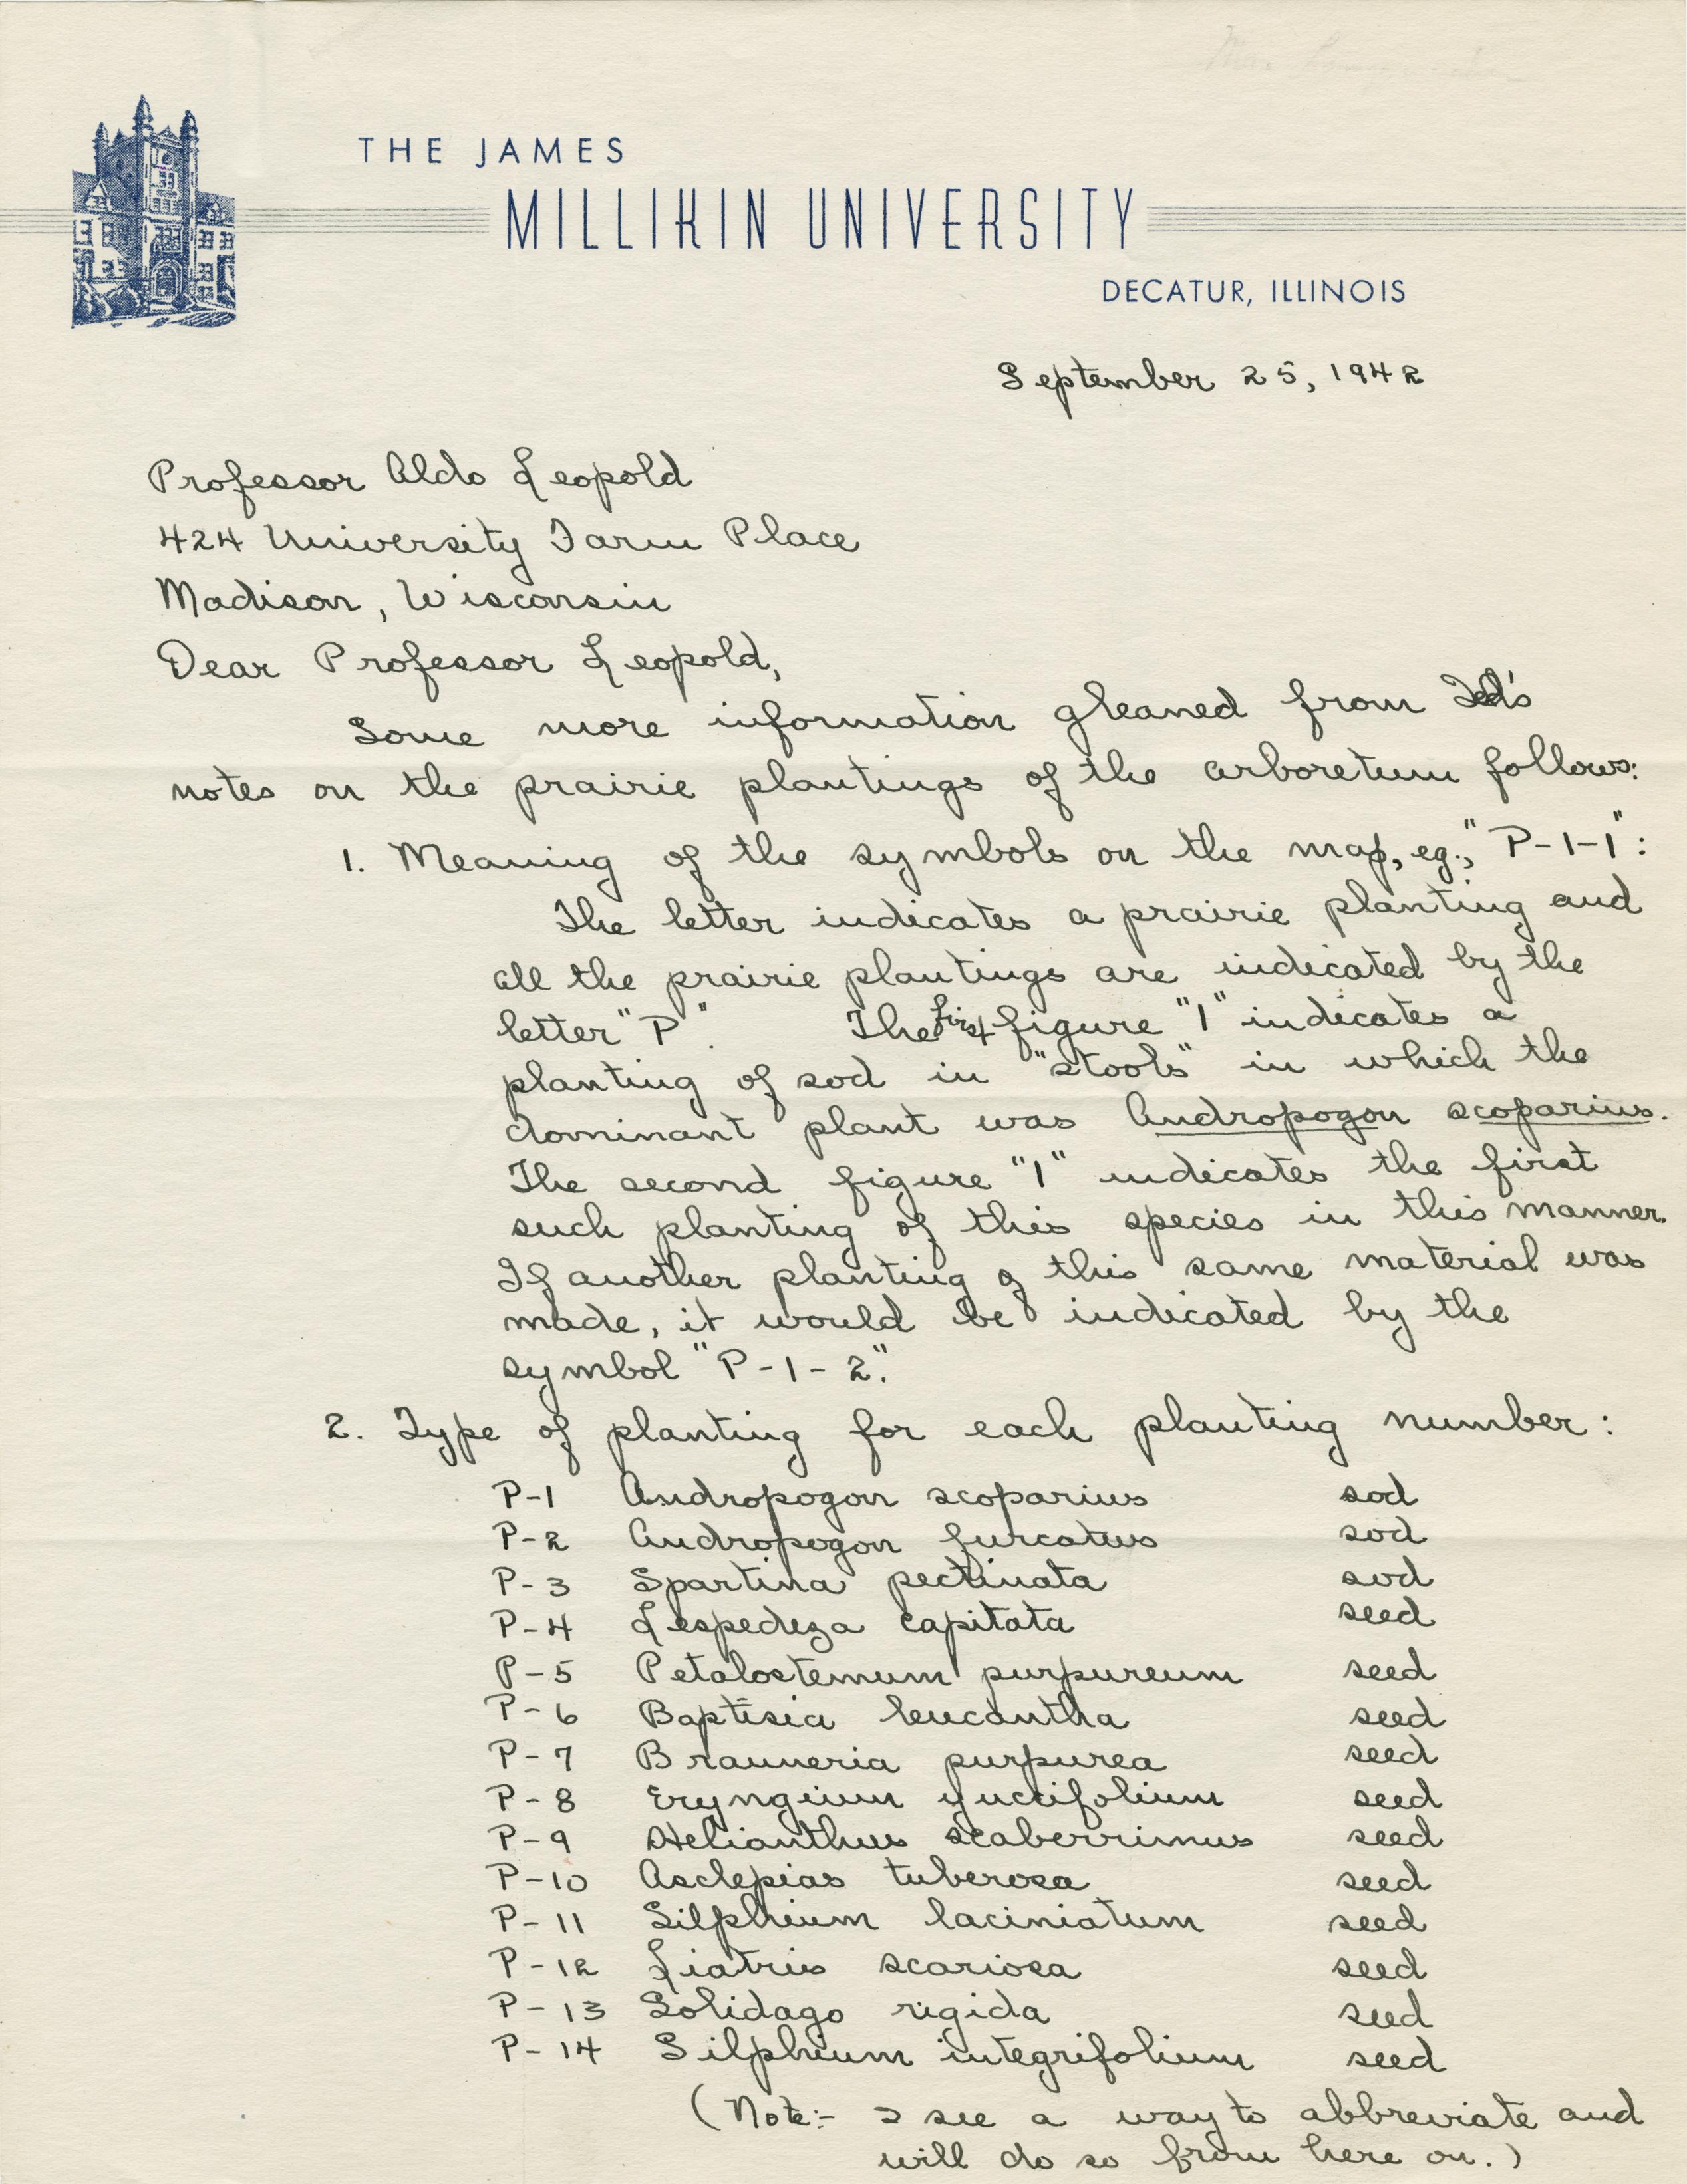 THE JAMES
MILLIKIN UNIVERSITY
DECATUR, ILLINOIS
September 25, 1942
Professor Aldo Leopold
424 University Farm Place
Madison, Wisconsin
Dear Professor Leopold,
Some more information gleaned from Ted's
notes on the prairie plantings of the arboretum follows:
1. Meaning of the symbols on the map, eg., "P-1-1":
The letter indicates a prairie planting and
all the prairie plantings are indicated by the
letter "P". The first figure "1" indicates a
planting of sod in "stools" in which the
dominant plant was Andropogon scoparius.
The second figure "1" indicates the first
such planting of this species in this manner.
If another planting of this same material was
made, it would be indicated by the
symbol "P-1-2".
2. Type of planting for each planting number:
P-1 Andropogon scoparius sod
P-2 Andropogon furcatus sod
P-3 Spartina pectinata sod
P-4 Lespedeza capitata seed
P-5 Petalostemum purpureum seed
P-6 Baptisia leucantha seed
P-7 Brauneria purpurea seed
P-8 Eryngium yuccifolium seed
P-9 Helianthus scaberrimus seed
P-10 Asclepias tuberosa seed
P-11 Silphium laciniatum seed
P-12 Liatris scariosa seed
P-13 Solidago rigida seed
P-14 Silphium integrifolium seed
(Note:- I see a way to abbreviate and
will do so from here on.)